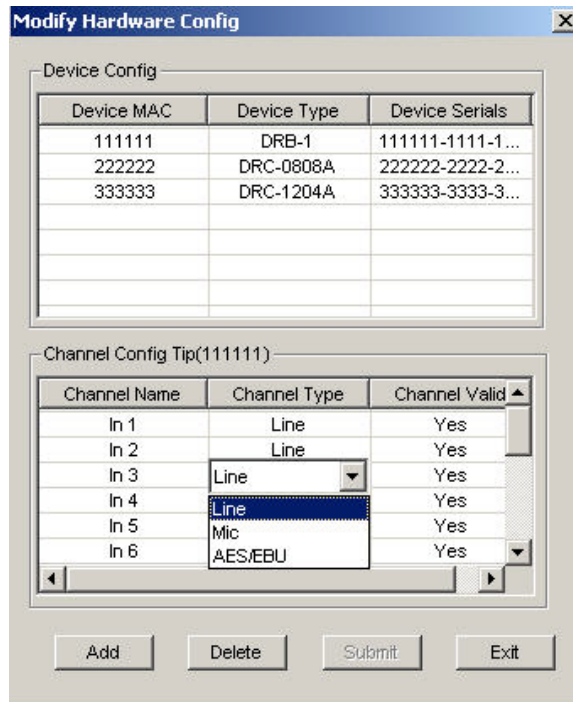 Modify Hardware Config
Device Config
Device MAC Device Type Device Serials
111111 DRB-1 111111-1111-1...
222222 DRC-0808A 222222-2222-2...
333333 DRC-1204A 333333-3333-3...
Channel Config Tip(111111)
Channel Name Channel Type Channel Valid
In 1 Line Yes
In 2 Line Yes
In 3 Line Yes
In 4 Line Yes
In 5 Mic Yes
In 6 AES/EBU Yes
Add Delete Submit Exit